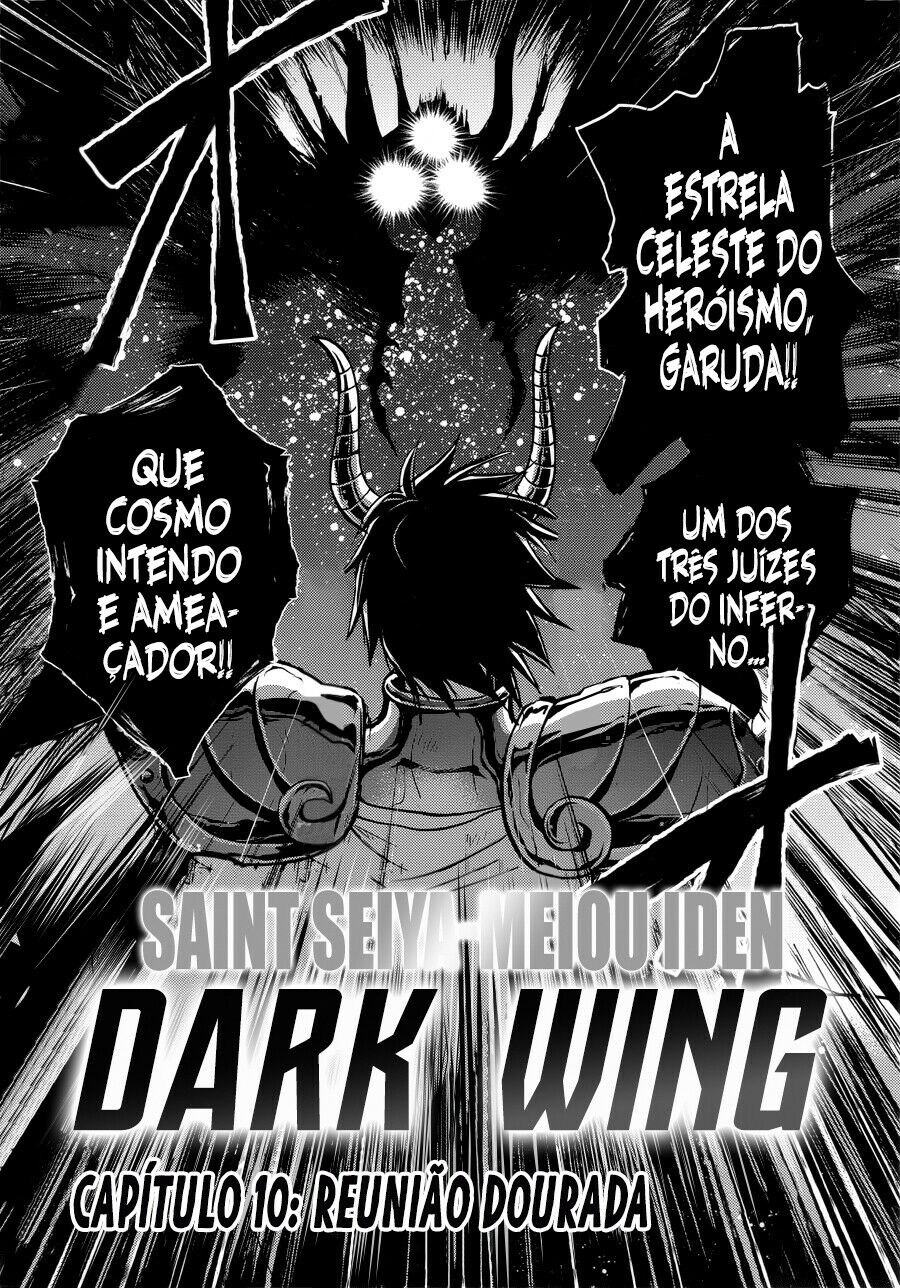 A
ESTRELA
CELESTE DO
HERÓISMO,
GARUDA!!
UM DOS
TRÊS JUÍZES
DO INFER-
NO...
QUE
COSMO
INTENDO
E AMEA-
ÇADOR!!
SAINT SEIYA MEIOU IDEN
DARK WING
CAPÍTULO 10: REUNIÃO DOURADA